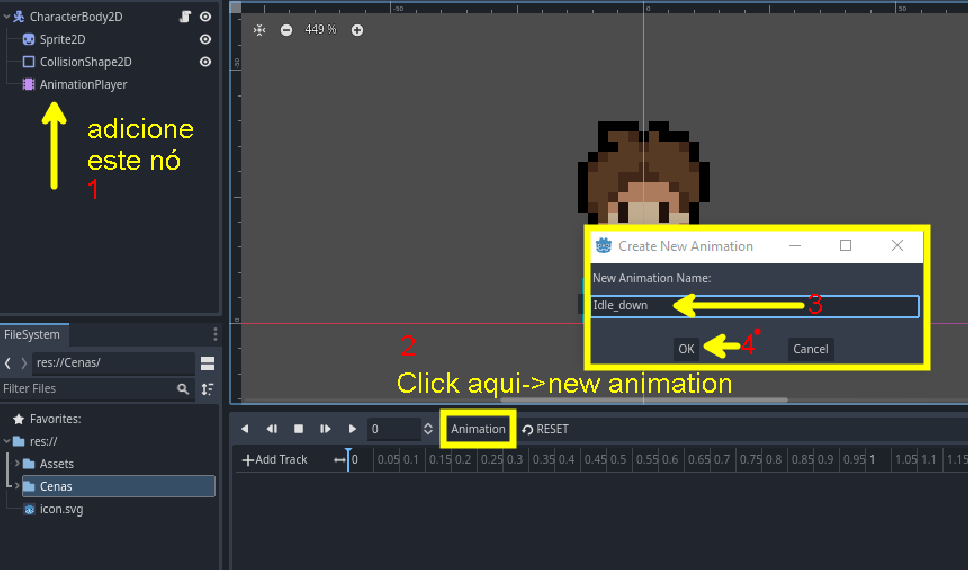 CharacterBody2D
Sprite2D
CollisionShape2D
AnimationPlayer
adicione
este nó
1
-50
0
50
449 %
Create New Animation
New Animation Name:
Idle_down
3
OK
4*
Cancel
2
Click aqui->new animation
FileSystem
res://Cenas/
Filter Files
Favorites:
res://
Assets
Cenas
icon.svg
0
Animation
RESET
Add Track
0 0.05 0.1 0.15 0.2 0.25 0.3 0.35 0.4 0.45 0.5 0.55 0.6 0.65 0.7 0.75 0.8 0.85 0.9 0.95 1 1.05 1.1 1.15